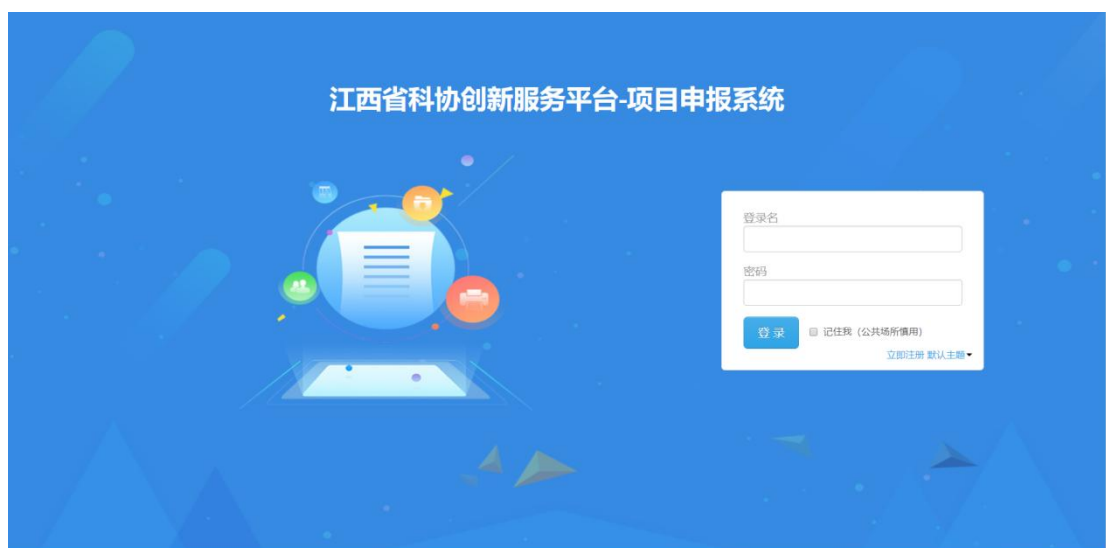 江西省科协创新服务平台-项目申报系统
登录名
密码
登 录 记住我（公共场所慎用）
立即注册 默认主题